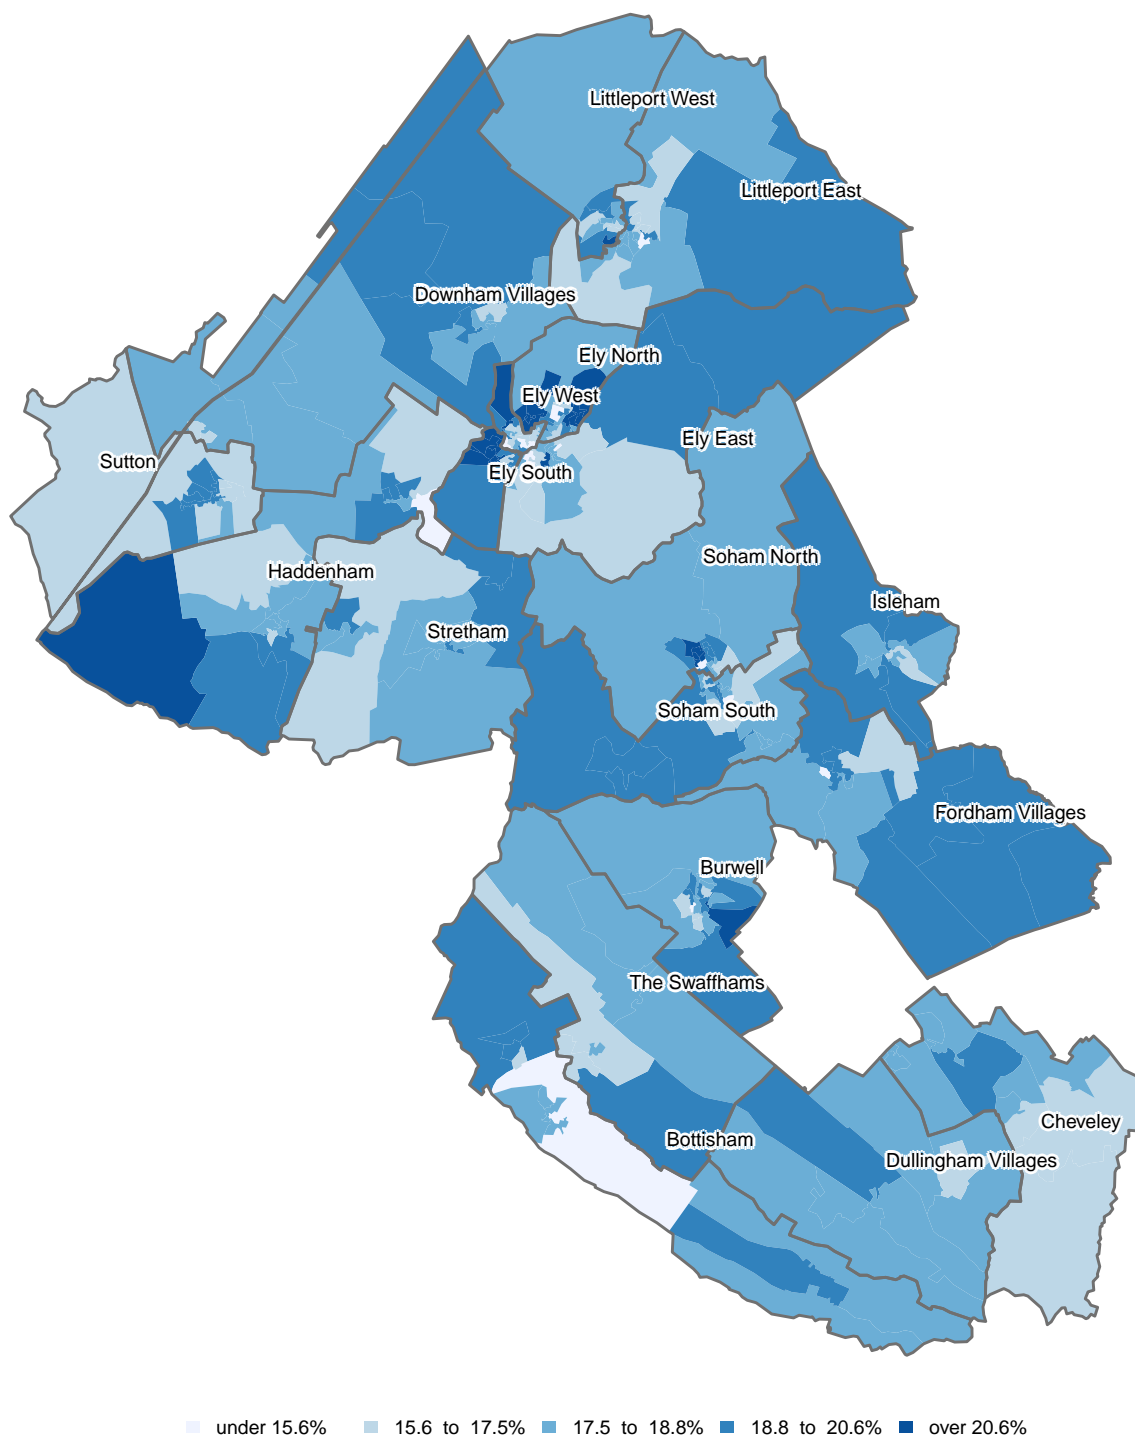 Littleport West
Littleport East
Downham Villages
Ely North
Ely West
Ely East
Sutton
Ely South
Soham North
Haddenham
Isleham
Stretham
Soham South
Fordham Villages
Burwell
The Swaffhams
Cheveley
Bottisham
Dullingham Villages
under 15.6% 15.6 to 17.5% 17.5 to 18.8% 18.8 to 20.6% over 20.6%